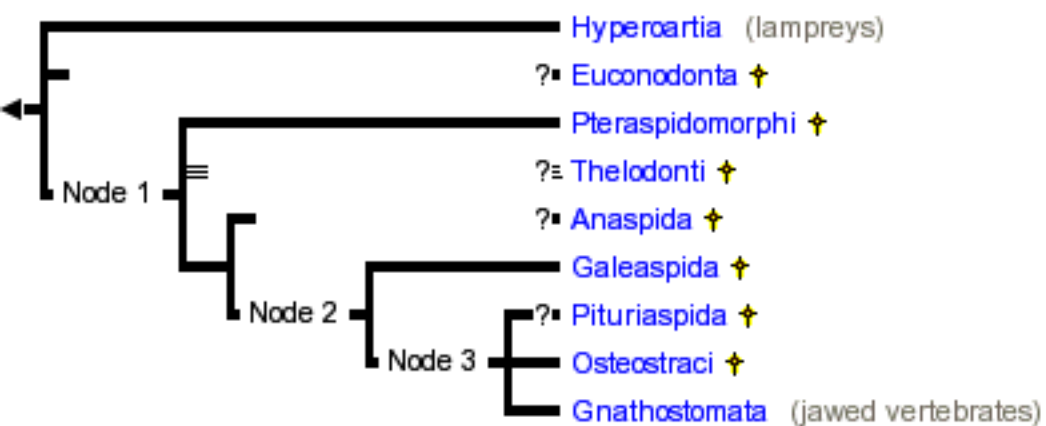 Hyperoartia (lampreys)
? Euconodonta
Pteraspidomorphi
? Thelodonti
Node 1
? Anaspida
Galeaspida
Node 2 ? Pituriaspida
Node 3 Osteostraci
Gnathostomata (jawed vertebrates)